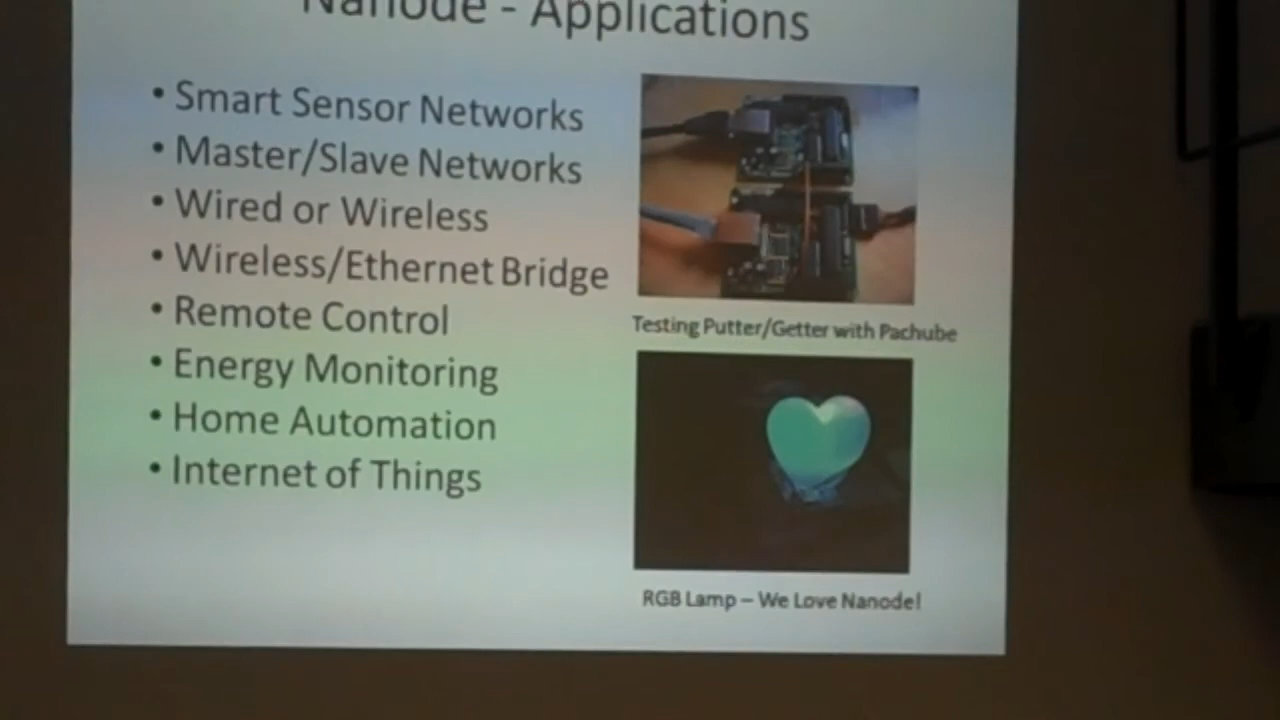 Nanode - Applications
• Smart Sensor Networks
• Master/Slave Networks
• Wired or Wireless
• Wireless/Ethernet Bridge
• Remote Control
• Energy Monitoring
• Home Automation
• Internet of Things
Testing Putter/Getter with Pachube
RGB Lamp – We Love Nanode!